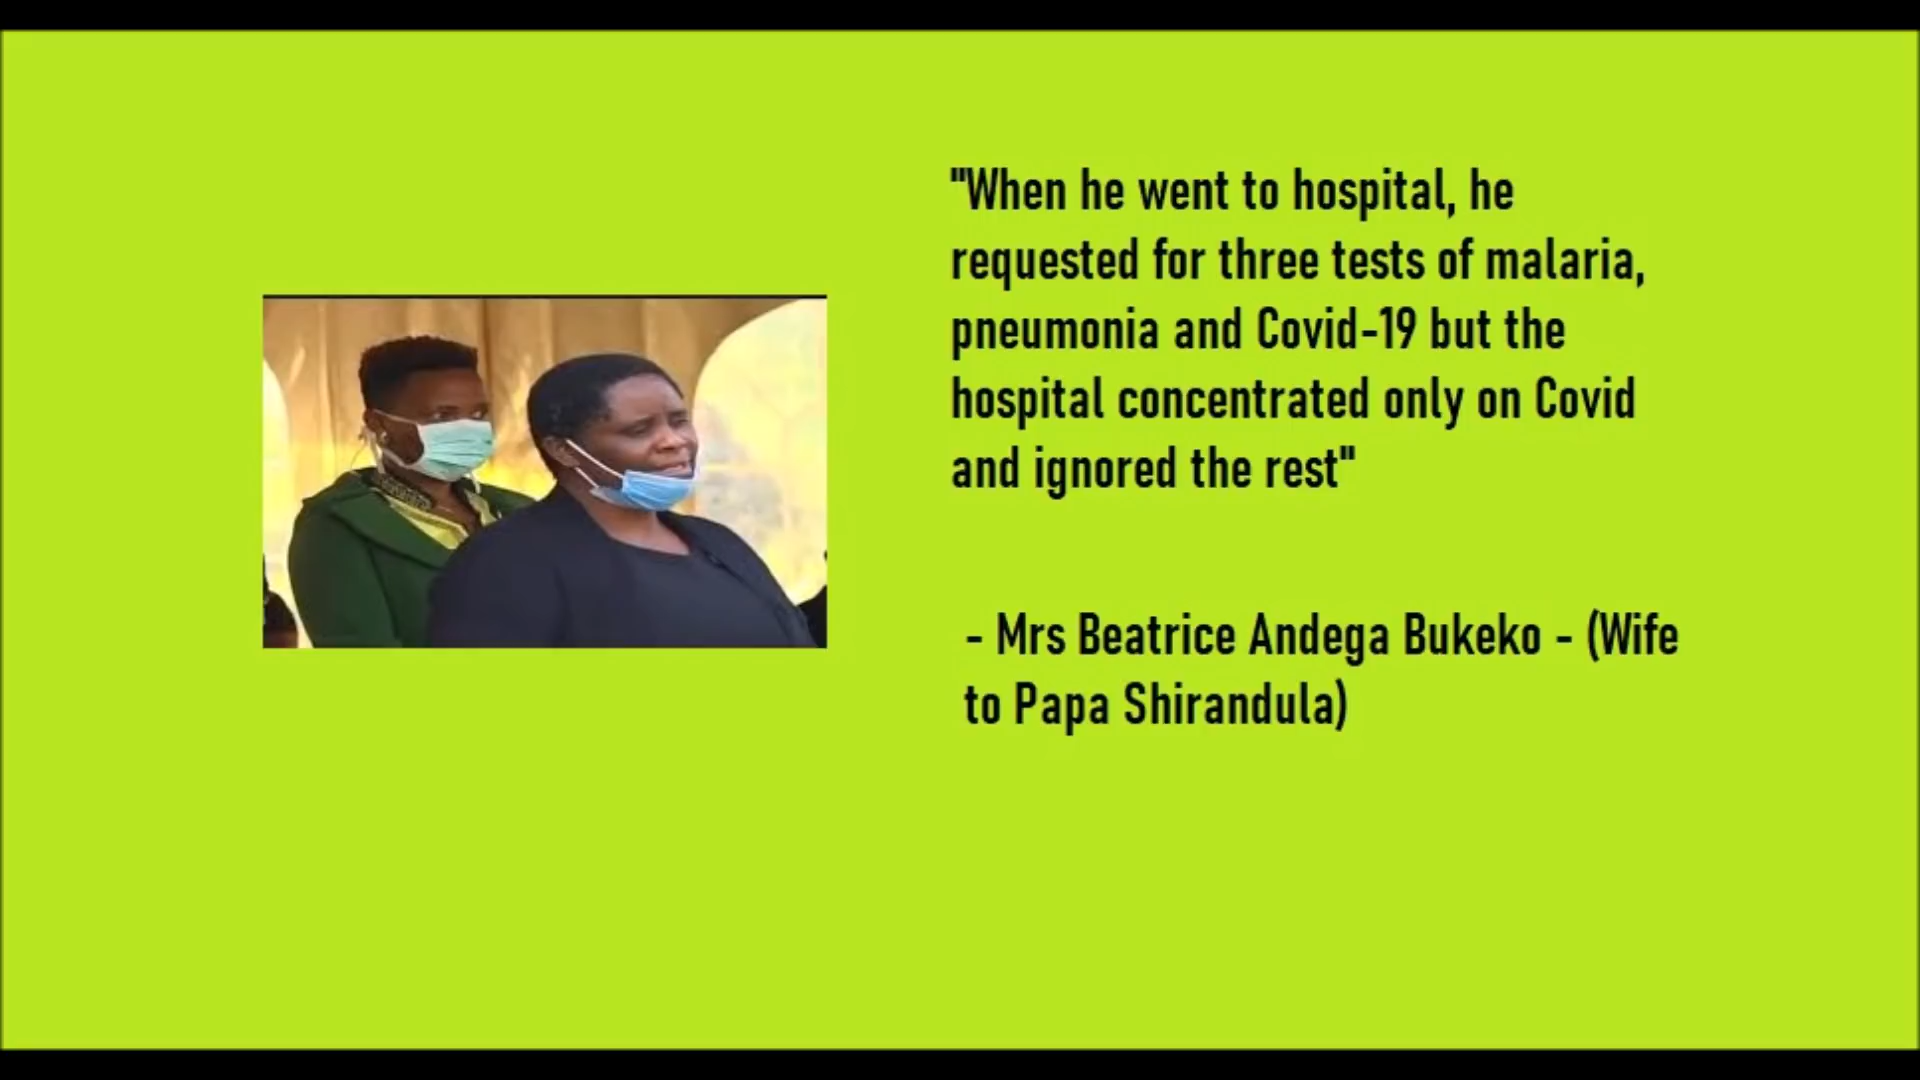 "When he went to hospital, he
requested for three tests of malaria,
pneumonia and Covid-19 but the
hospital concentrated only on Covid
and ignored the rest"
- Mrs Beatrice Andega Bukeko - (Wife
to Papa Shirandula)